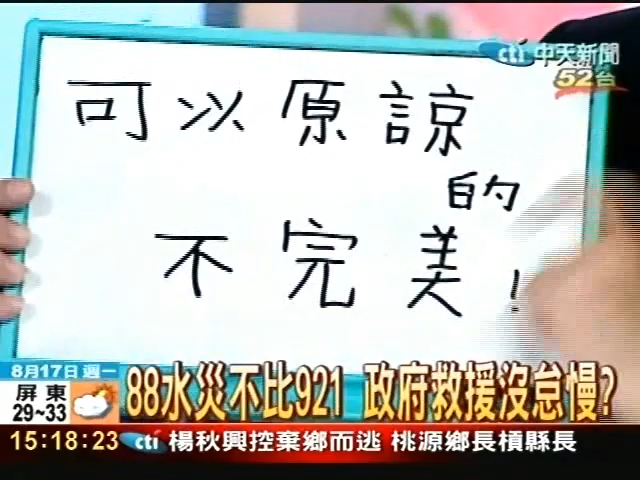 cti 中天新聞
52台
可以原諒
的
不完美!
8月17日 週一
屏東
29~33
88水災不比921 政府救援沒怠慢?
15:18:23 cti 楊秋興控棄鄉而逃 桃源鄉長槓縣長